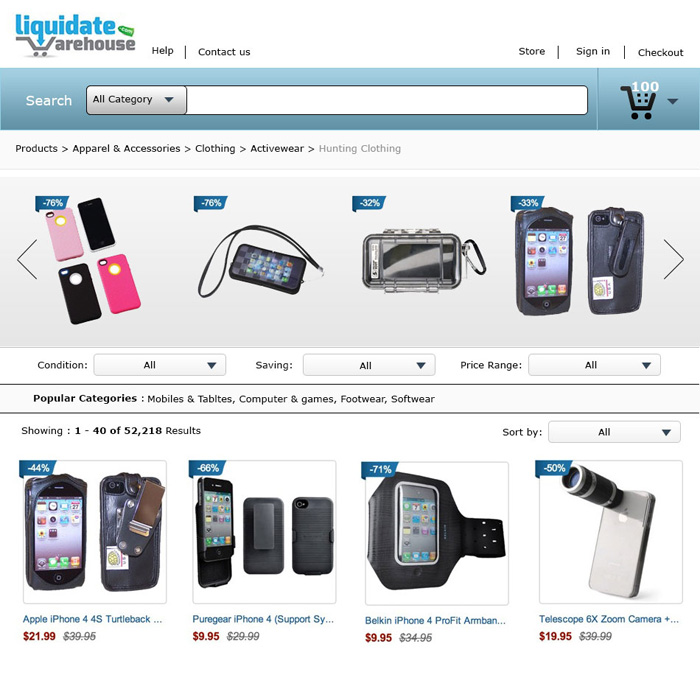 liquidate.com
Warehouse
Help | Contact us
Store | Sign in | Checkout
Search
All Category
100
Products > Apparel & Accessories > Clothing > Activewear > Hunting Clothing
-76%
-76%
-32%
-33%
Condition: All
Saving: All
Price Range: All
Popular Categories : Mobiles & Tabltes, Computer & games, Footwear, Softwear
Showing : 1 - 40 of 52,218 Results
Sort by: All
-44%
-66%
-71%
-50%
Apple iPhone 4 4S Turtleback ...
$21.99 $39.95
Puregear iPhone 4 (Support Sy...
$9.95 $29.99
Belkin iPhone 4 ProFit Armban...
$9.95 $34.95
Telescope 6X Zoom Camera +...
$19.95 $39.99